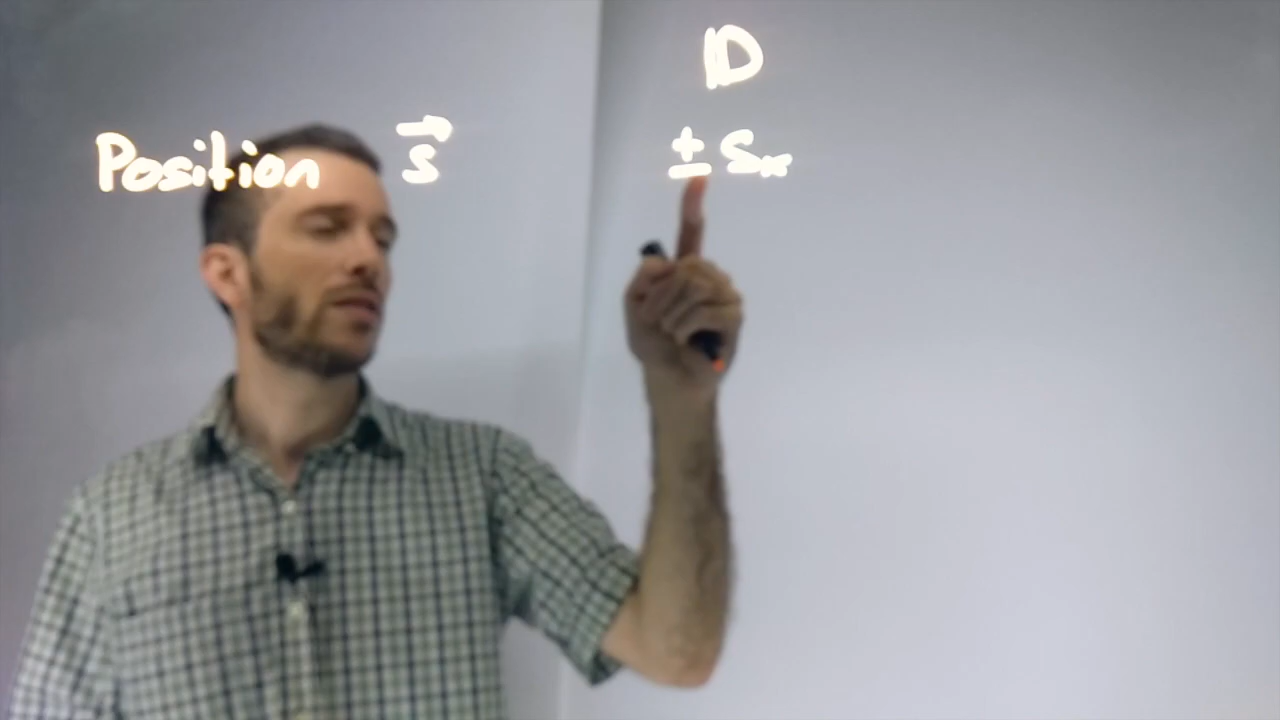 1D
Position s⃗ ± Sₓ